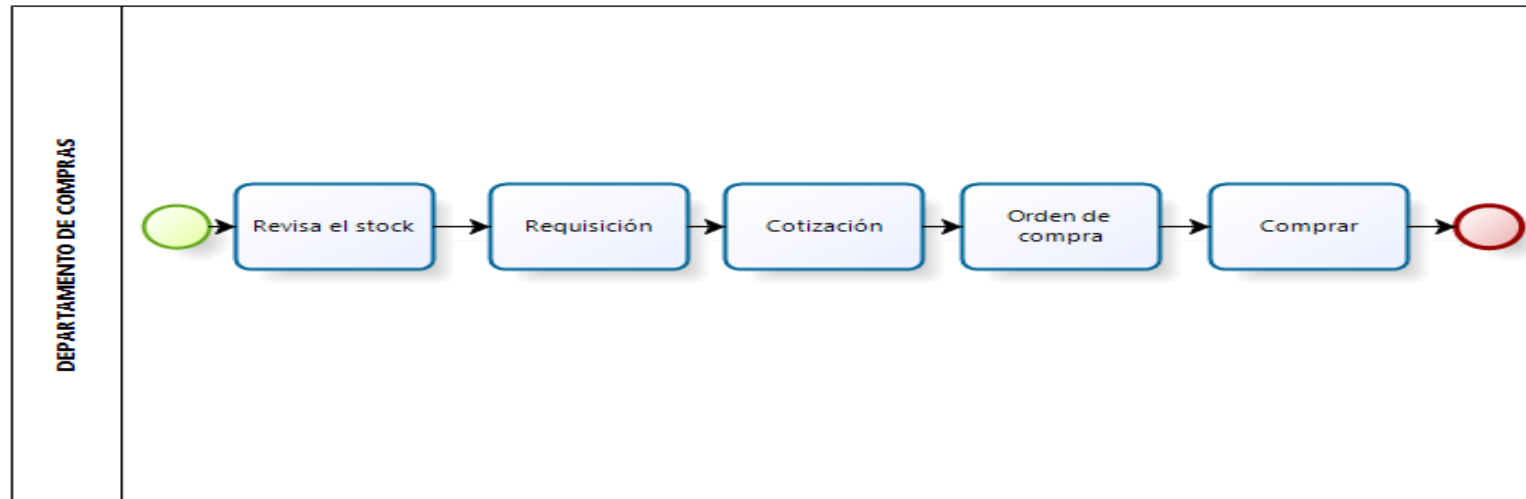 DEPARTAMENTO DE COMPRAS
Revisa el stock
Requisición
Cotización
Orden de
compra
Comprar